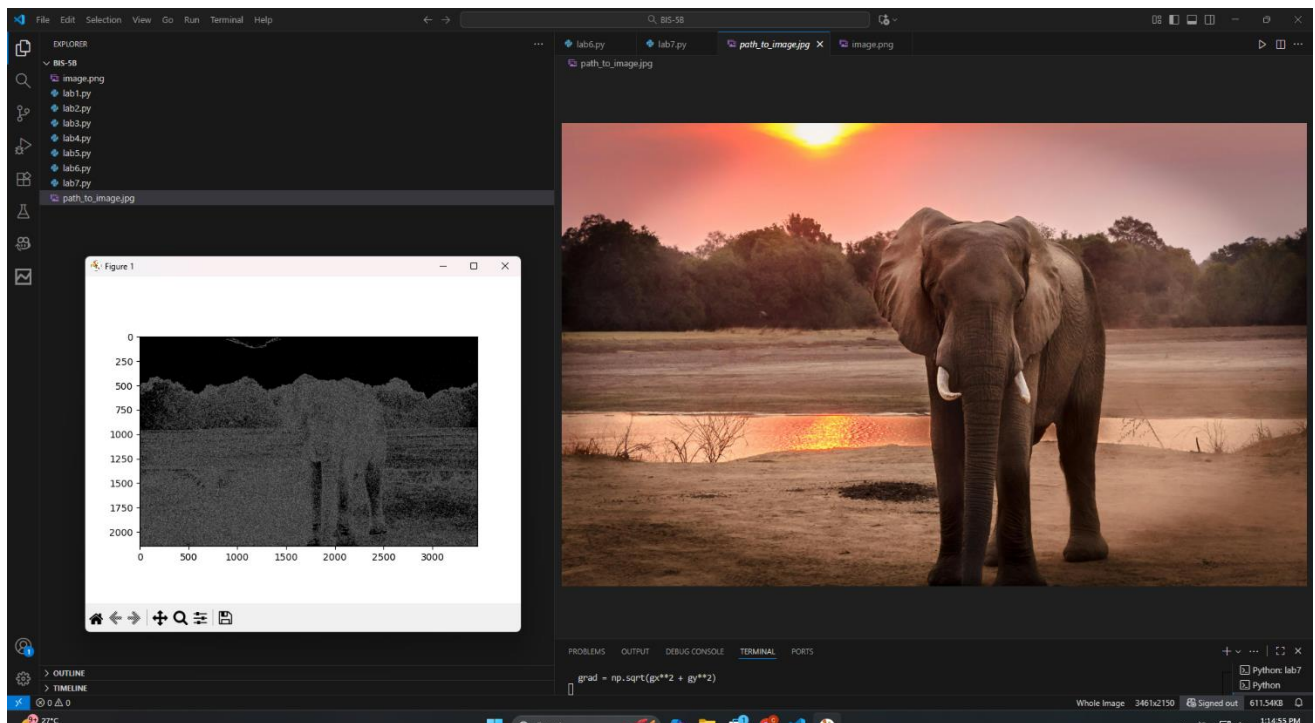 File Edit Selection View Go Run Terminal Help
BIS-5B
EXPLORER
BIS-5B
image.png
lab1.py
lab2.py
lab3.py
lab4.py
lab5.py
lab6.py
lab7.py
path_to_image.jpg
lab6.py lab7.py path_to_image.jpg image.png
path_to_image.jpg
Figure 1
0
250
500
750
1000
1250
1500
1750
2000
0 500 1000 1500 2000 2500 3000
PROBLEMS OUTPUT DEBUG CONSOLE TERMINAL PORTS
grad = np.sqrt(gx**2 + gy**2)
Python: lab7
Python
OUTLINE
TIMELINE
0 0 0
Whole Image 3461x2150 Signed out 611.54KB
27°C
1:14:55 PM